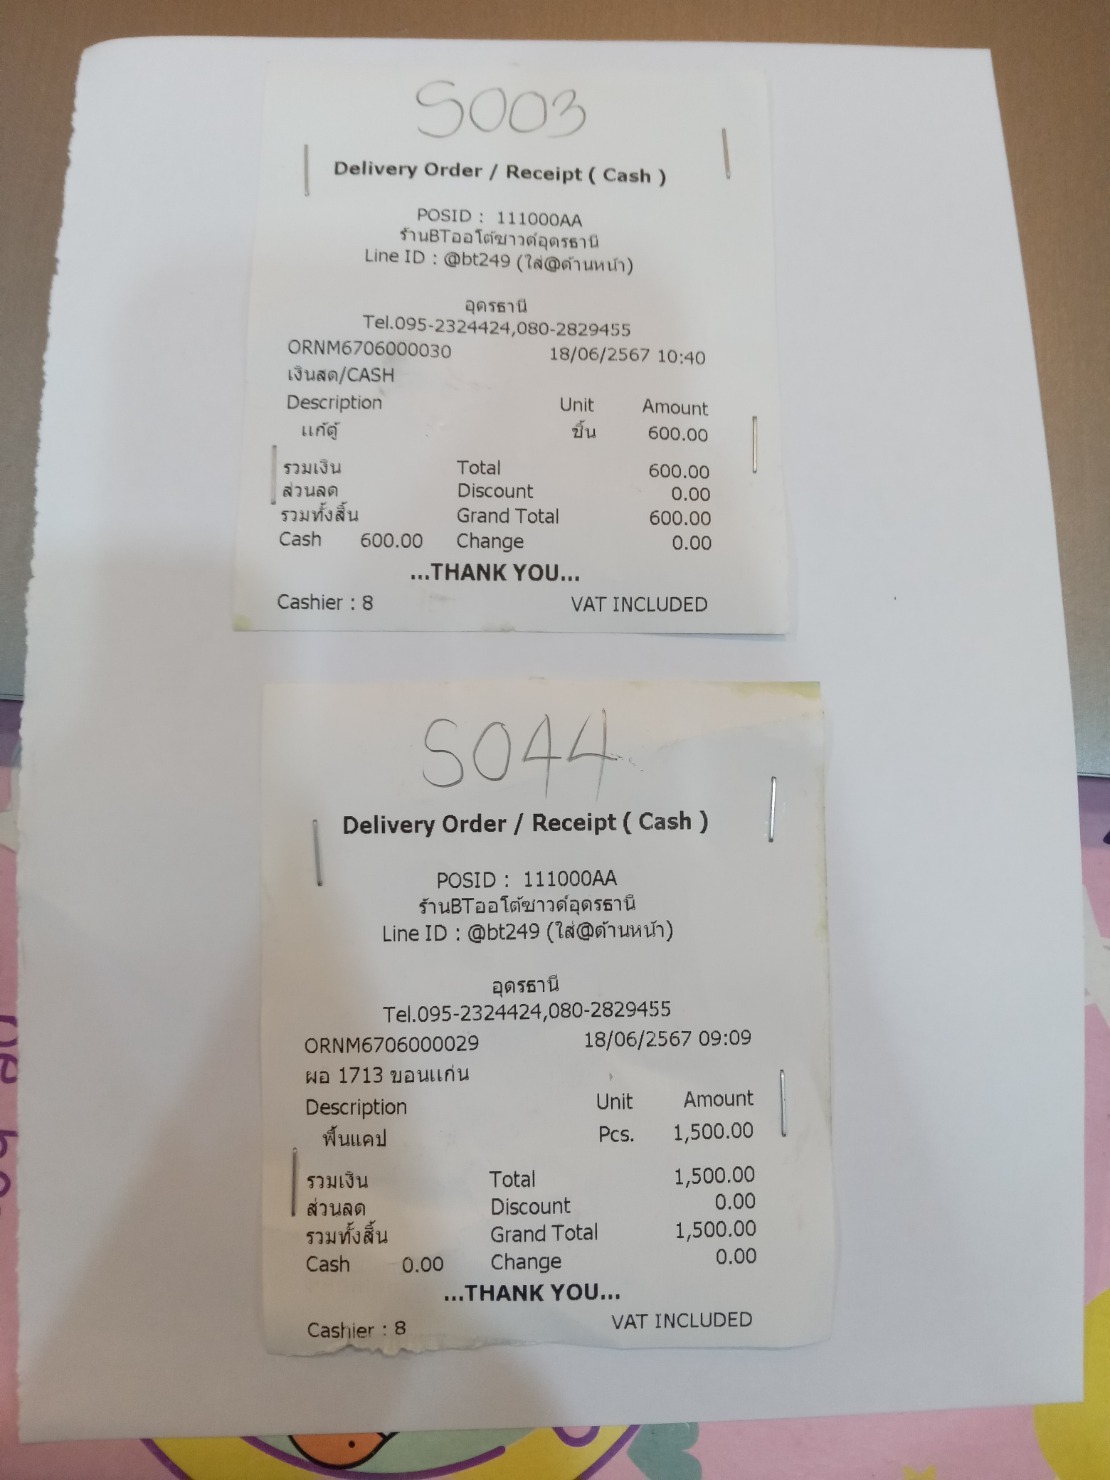 S003
Delivery Order / Receipt ( Cash )
POSID : 111000AA
ร้านBTออโต้ซาวด์อุดรธานี
Line ID : @bt249 (ใส่@ด้านหน้า)
อุดรธานี
Tel.095-2324424,080-2829455
ORNM6706000030 18/06/2567 10:40
เงินสด/CASH
Description Unit Amount
แก้ตู้ ชิ้น 600.00
รวมเงิน Total 600.00
ส่วนลด Discount 0.00
รวมทั้งสิ้น Grand Total 600.00
Cash 600.00 Change 0.00
...THANK YOU...
Cashier : 8 VAT INCLUDED
S044
Delivery Order / Receipt ( Cash )
POSID : 111000AA
ร้านBTออโต้ซาวด์อุดรธานี
Line ID : @bt249 (ใส่@ด้านหน้า)
อุดรธานี
Tel.095-2324424,080-2829455
ORNM6706000029 18/06/2567 09:09
ผอ 1713 ขอนแก่น
Description Unit Amount
พื้นแคป Pcs. 1,500.00
รวมเงิน Total 1,500.00
ส่วนลด Discount 0.00
รวมทั้งสิ้น Grand Total 1,500.00
Cash 0.00 Change 0.00
...THANK YOU...
Cashier : 8 VAT INCLUDED